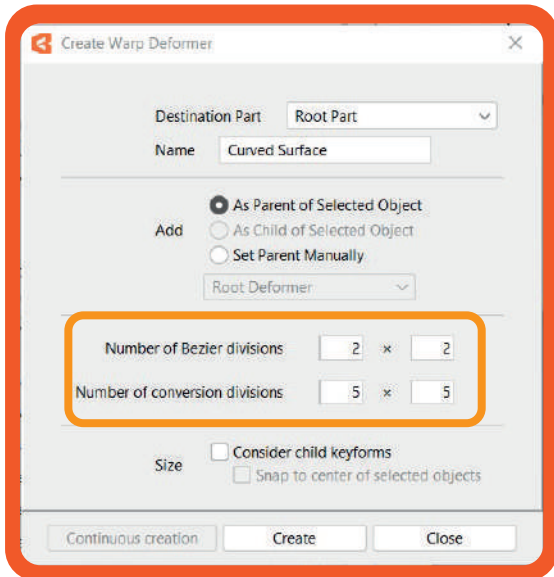 Create Warp Deformer
Destination Part Root Part
Name Curved Surface
As Parent of Selected Object
Add As Child of Selected Object
Set Parent Manually
Root Deformer
Number of Bezier divisions 2 × 2
Number of conversion divisions 5 × 5
Consider child keyforms
Size
Snap to center of selected objects
Continuous creation Create Close